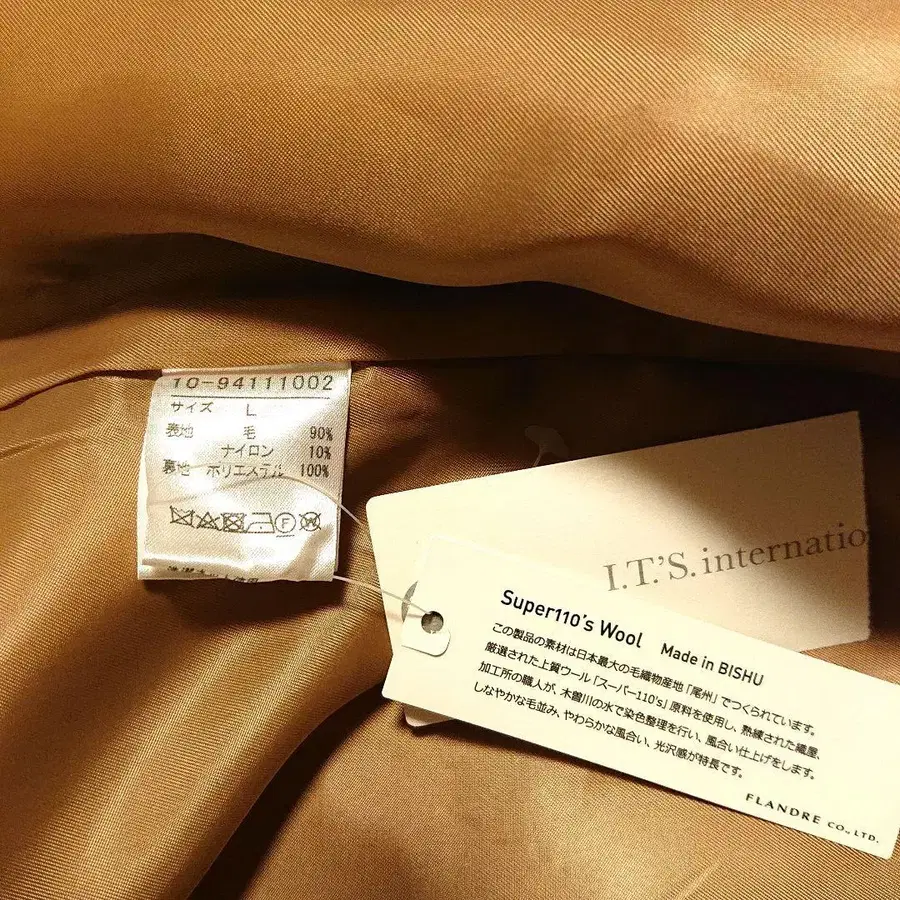 10-94111002
サイズ L
表地 毛 90%
ナイロン 10%
裏地 ポリエステル 100%
F W
I.T.'S.internatio
Super110's Wool Made in BISHU
この製品の素材は日本最大の毛織物産地「尾州」でつくられています。
厳選された上質ウール「スーパー110's」原料を使用し、熟練された織屋、
加工所の職人が、木曽川の水で染色整理を行い、風合い仕上げをします。
しなやかな毛並み、やわらかな風合い、光沢感が特長です。
FLANDRE CO., LTD.